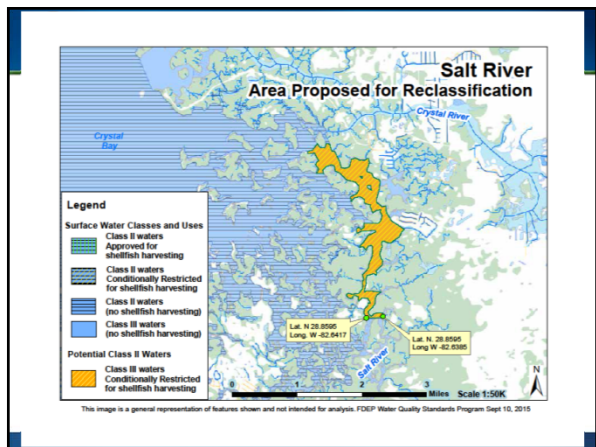 Salt River
Area Proposed for Reclassification
Crystal River
Crystal
Bay
Legend
Surface Water Classes and Uses
Class II waters
Approved for
shellfish harvesting
Class II waters
Conditionally Restricted
for shellfish harvesting
Class II waters
(no shellfish harvesting)
Class III waters
(no shellfish harvesting)
Potential Class II Waters
Class III waters
Conditionally Restricted
for shellfish harvesting
Lat. N 28.8595
Long. W -82.6417
Lat. N. 28.8595
Long W -82.6385
Salt River
0 1 2 3
Miles Scale 1:50K
N
This image is a general representation of features shown and not intended for analysis. FDEP Water Quality Standards Program Sept 10, 2015